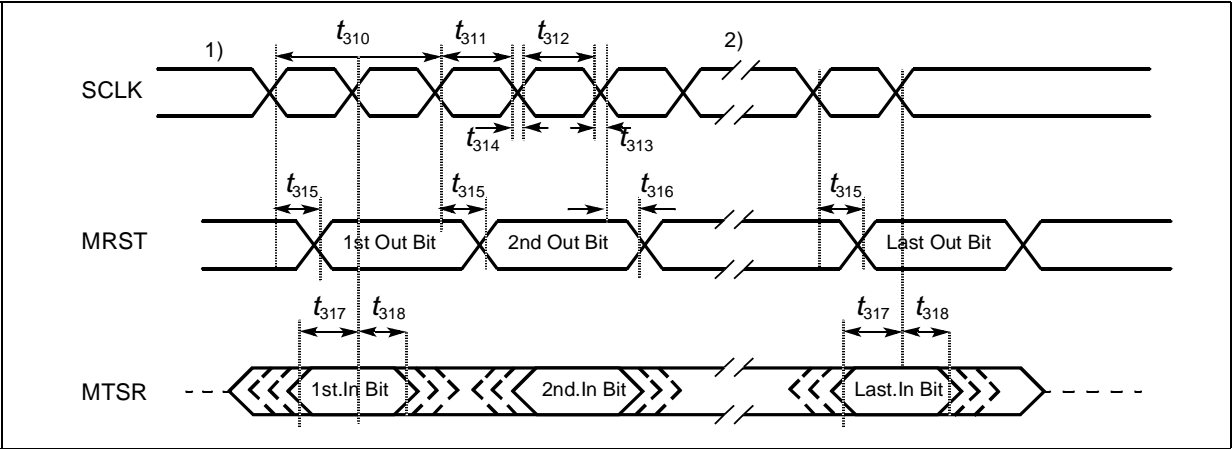 1) t310 t311 t312 2)
SCLK
t314 t313
t315 t315 t316 t315
MRST 1st Out Bit 2nd Out Bit Last Out Bit
t317 t318 t317 t318
MTSR 1st.In Bit 2nd.In Bit Last.In Bit